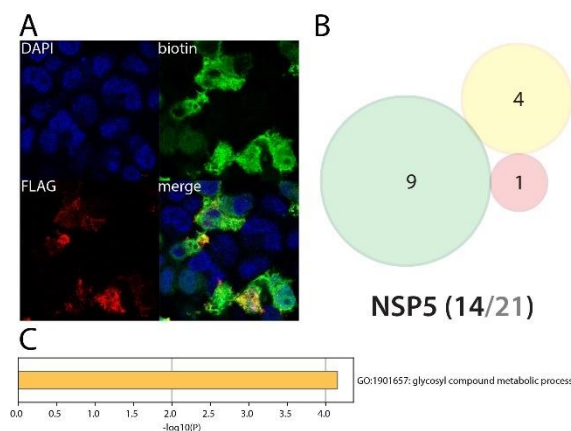 A
DAPI
biotin
FLAG
merge
B
9
4
1
NSP5 (14/21)
C
GO:1901657: glycosyl compound metabolic process
0.0 0.5 1.0 1.5 2.0 2.5 3.0 3.5 4.0
-log10(P)